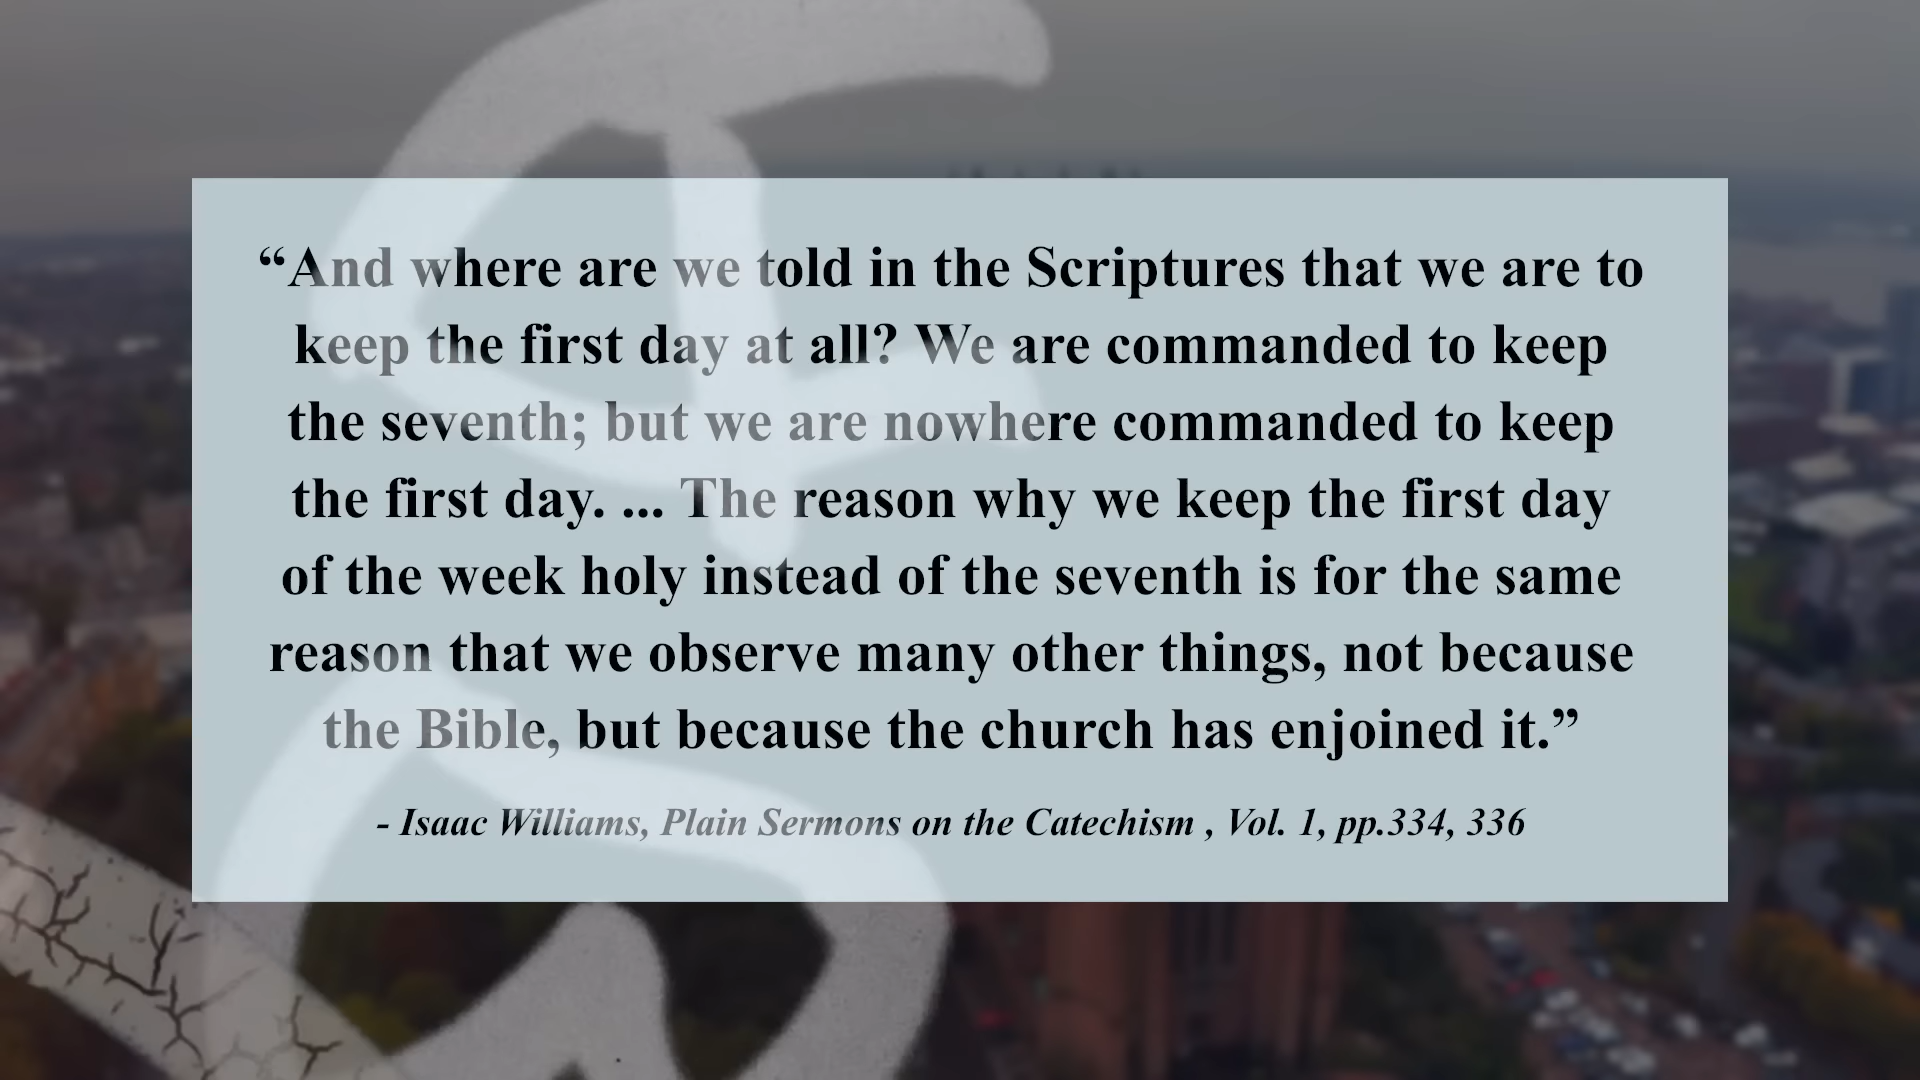 “And where are we told in the Scriptures that we are to
keep the first day at all? We are commanded to keep
the seventh; but we are nowhere commanded to keep
the first day. ... The reason why we keep the first day
of the week holy instead of the seventh is for the same
reason that we observe many other things, not because
the Bible, but because the church has enjoined it.”
- Isaac Williams, Plain Sermons on the Catechism , Vol. 1, pp.334, 336